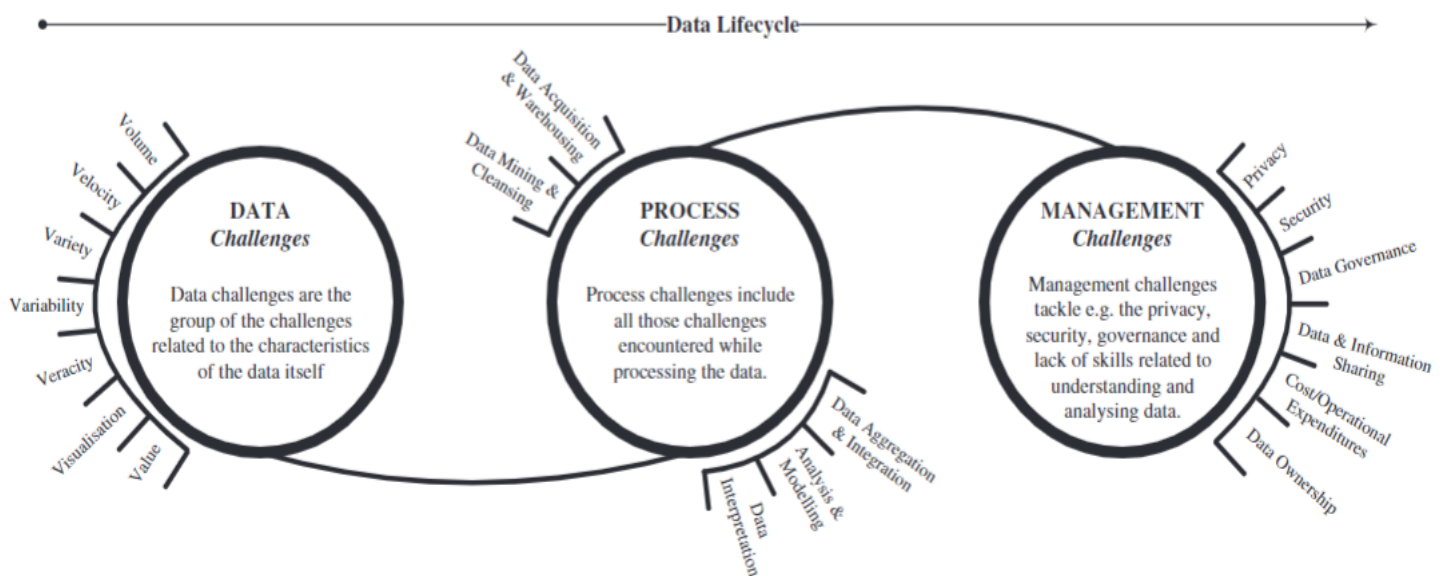 Data Lifecycle
Volume
Velocity
Variety
Variability
Veracity
Visualisation
Value
DATA
Challenges
Data challenges are the
group of the challenges
related to the characteristics
of the data itself
Data Acquisition
& Warehousing
Data Mining &
Cleansing
PROCESS
Challenges
Process challenges include
all those challenges
encountered while
processing the data.
Data Aggregation
& Integration
Analysis &
Modelling
Data
Interpretation
MANAGEMENT
Challenges
Management challenges
tackle e.g. the privacy,
security, governance and
lack of skills related to
understanding and
analysing data.
Privacy
Security
Data Governance
Data & Information
Sharing
Cost/Operational
Expenditures
Data Ownership